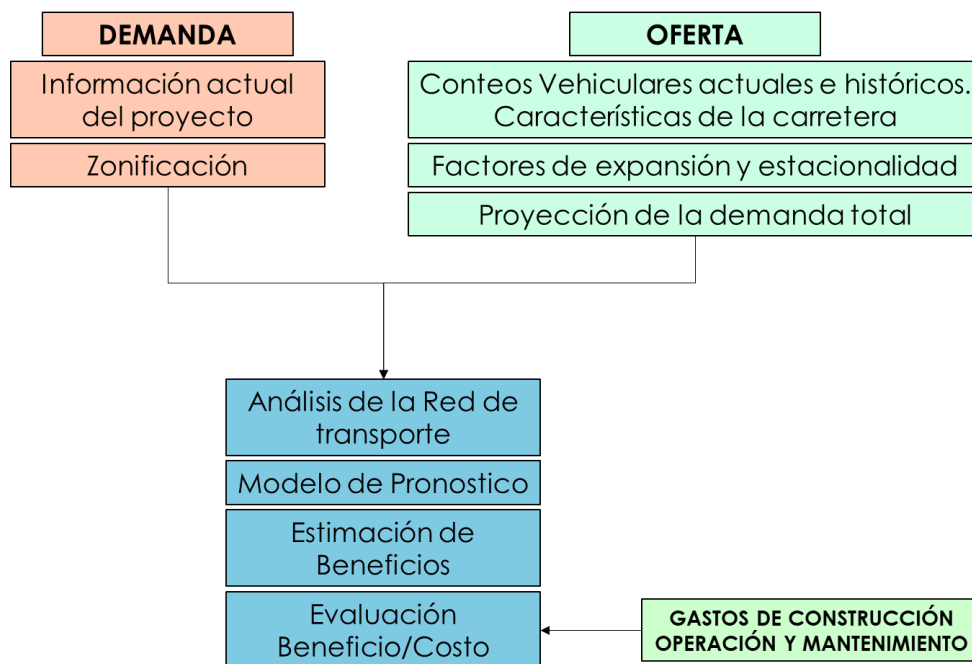 DEMANDA
Información actual
del proyecto
Zonificación
OFERTA
Conteos Vehiculares actuales e históricos.
Características de la carretera
Factores de expansión y estacionalidad
Proyección de la demanda total
Análisis de la Red de
transporte
Modelo de Pronostico
Estimación de
Beneficios
Evaluación
Beneficio/Costo
GASTOS DE CONSTRUCCIÓN
OPERACIÓN Y MANTENIMIENTO